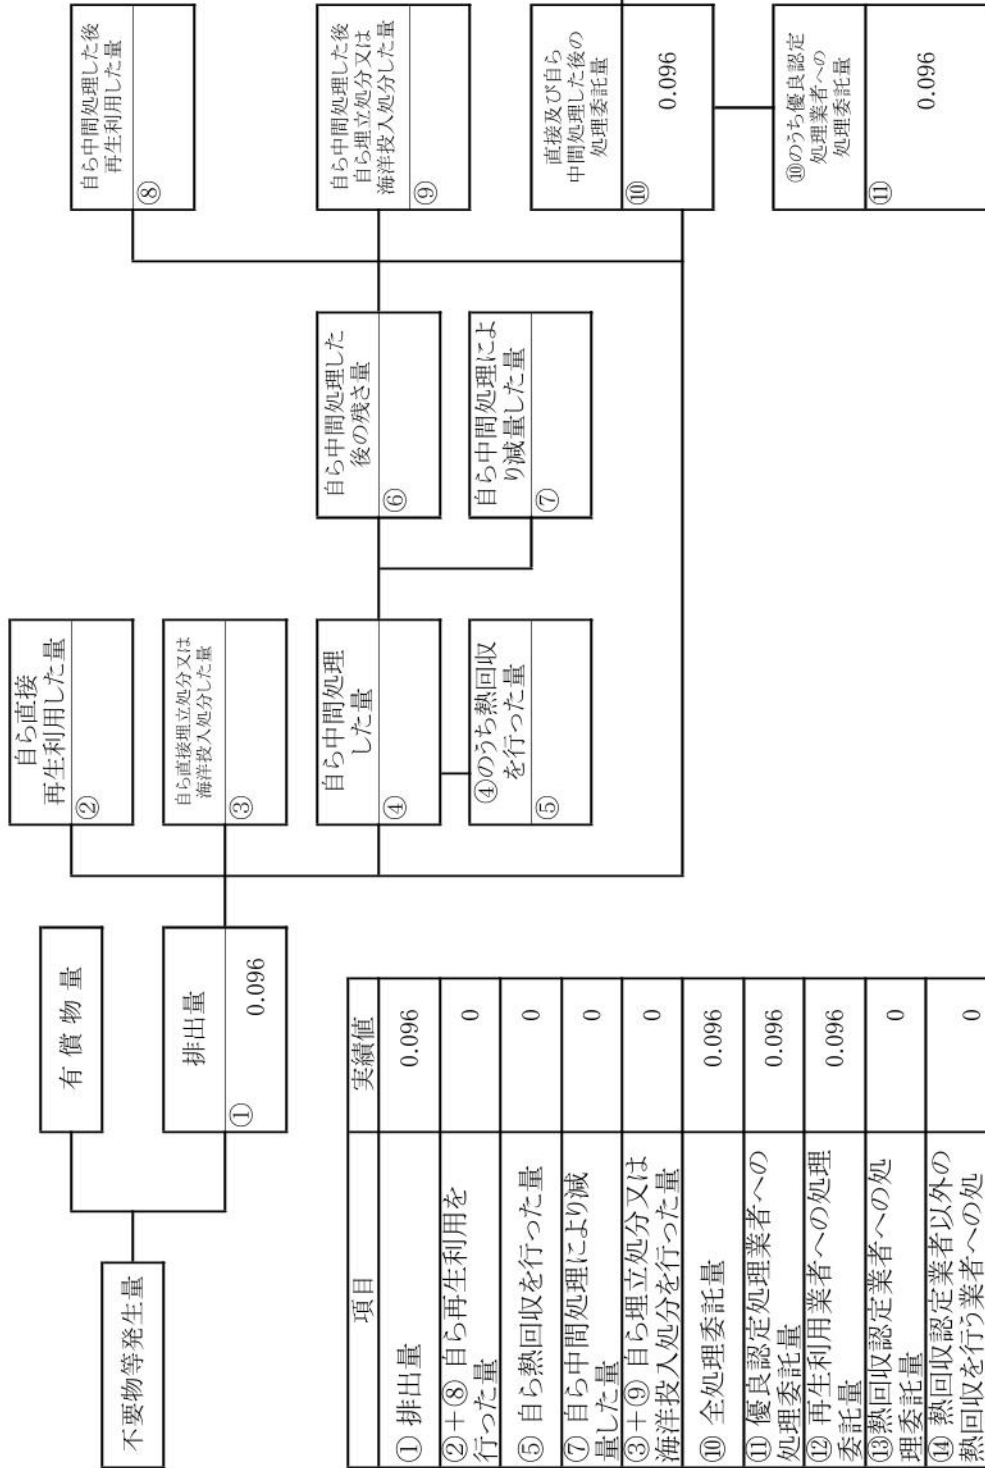 不要物等発生量
有 償 物 量
排出量
①
0.096
自ら直接
再生利用した量
②
自ら直接埋立処分又は
海洋投入処分した量
③
自ら中間処理
した量
④
④のうち熱回収
を行った量
⑤
自ら中間処理した
後の残さ量
⑥
自ら中間処理によ
り減量した量
⑦
自ら中間処理した後
再生利用した量
⑧
自ら中間処理した後
自ら埋立処分又は
海洋投入処分した量
⑨
直接及び自ら
中間処理した後の
処理委託量
⑩
0.096
⑩のうち優良認定
処理業者への
処理委託量
⑪
0.096
項目 実績値
① 排出量 0.096
②＋⑧ 自ら再生利用を
行った量 0
⑤ 自ら熱回収を行った量 0
⑦ 自ら中間処理により減
量した量 0
③＋⑨ 自ら埋立処分又は
海洋投入処分を行った量 0
⑩ 全処理委託量 0.096
⑪ 優良認定処理業者への
処理委託量 0.096
⑫ 再生利用業者への処理
委託量 0.096
⑬熱回収認定業者への処
理委託量 0
⑭ 熱回収認定業者以外の
熱回収を行う業者への処 0